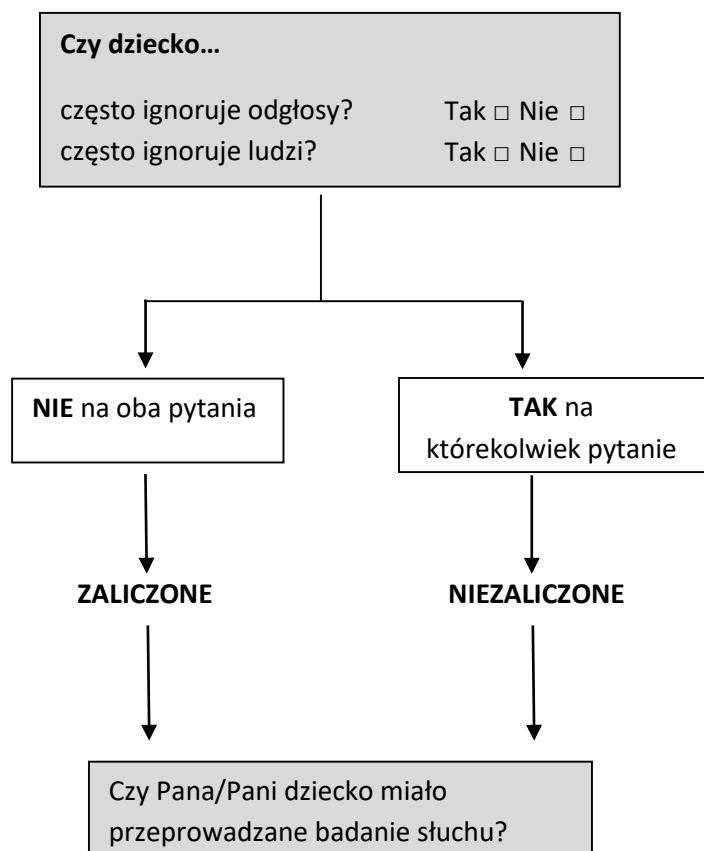 Czy dziecko…
często ignoruje odgłosy? Tak □ Nie □
często ignoruje ludzi? Tak □ Nie □
NIE na oba pytania
TAK na
którekolwiek pytanie
ZALICZONE
NIEZALICZONE
Czy Pana/Pani dziecko miało
przeprowadzane badanie słuchu?